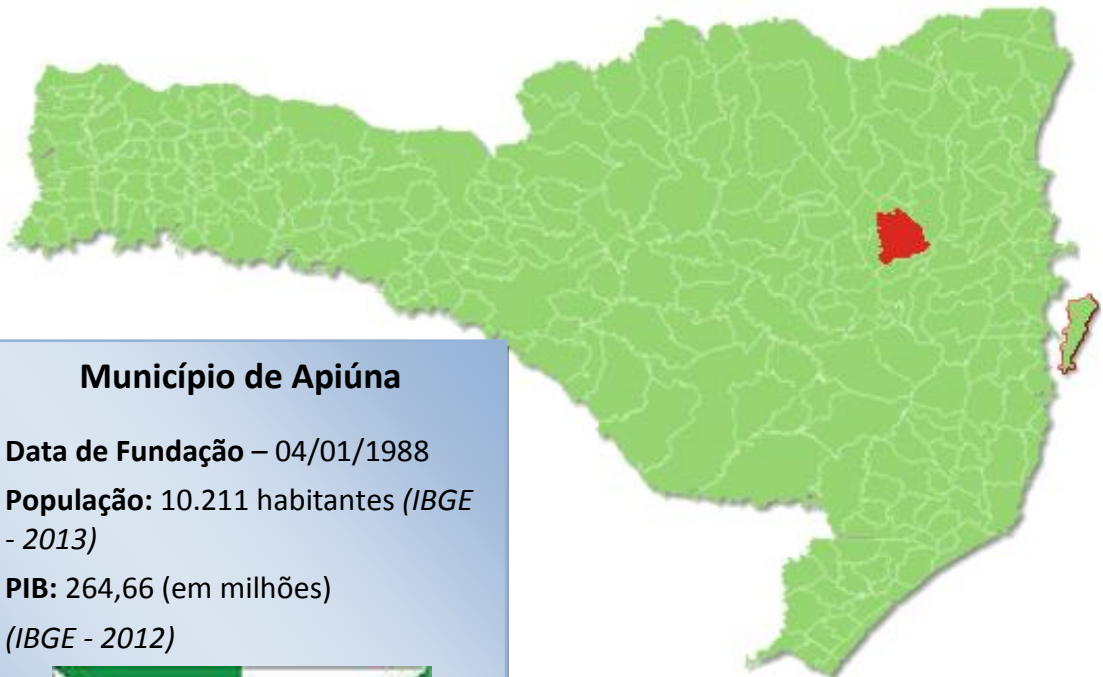 Município de Apiúna
Data de Fundação – 04/01/1988
População: 10.211 habitantes (IBGE
- 2013)
PIB: 264,66 (em milhões)
(IBGE - 2012)